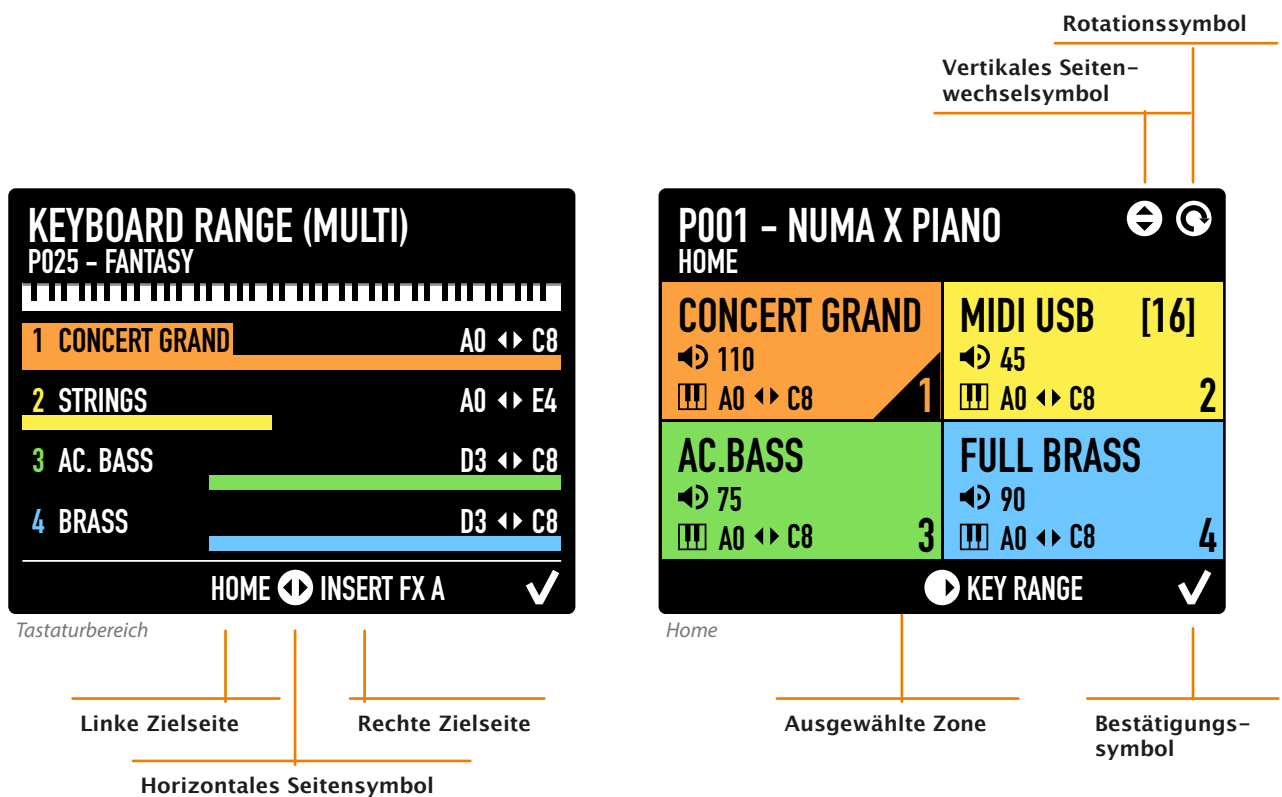 Rotationssymbol
Vertikales Seiten-
wechselsymbol
KEYBOARD RANGE (MULTI)
P025 - FANTASY
1 CONCERT GRAND A0 C8
2 STRINGS A0 E4
3 AC. BASS D3 C8
4 BRASS D3 C8
HOME INSERT FX A
Tastaturbereich
Linke Zielseite
Rechte Zielseite
Horizontales Seitensymbol
P001 - NUMA X PIANO
HOME
CONCERT GRAND
110
A0 C8 1
MIDI USB [16]
45
A0 C8 2
AC.BASS
75
A0 C8 3
FULL BRASS
90
A0 C8 4
KEY RANGE
Home
Ausgewählte Zone
Bestätigungs-
symbol